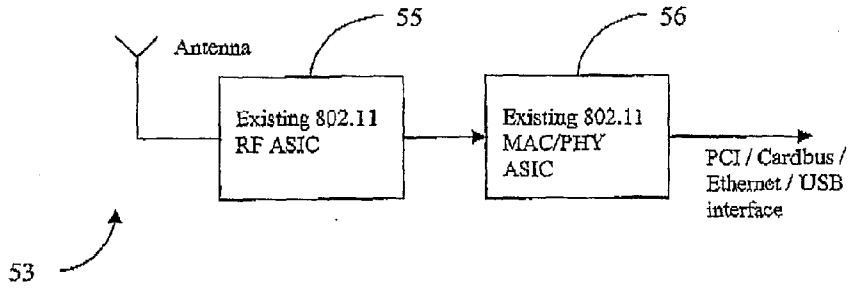 55
56
Antenna
Existing 802.11
RF ASIC
Existing 802.11
MAC/PHY
ASIC
PCI / Cardbus /
Ethernet / USB
interface
53